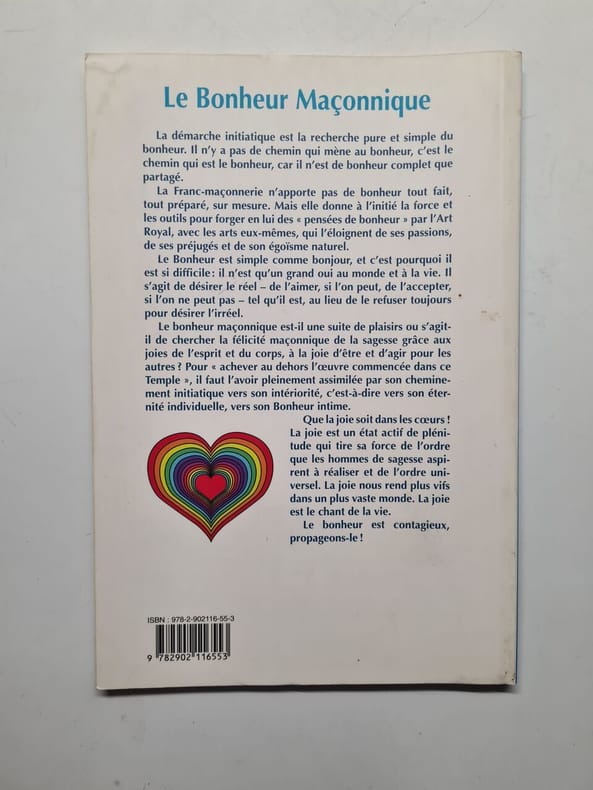 Le Bonheur Maçonnique
La démarche initiatique est la recherche pure et simple du
bonheur. Il n'y a pas de chemin qui mène au bonheur, c'est le
chemin qui est le bonheur, car il n'est de bonheur complet que
partagé.
La Franc-maçonnerie n'apporte pas de bonheur tout fait,
tout préparé, sur mesure. Mais elle donne à l'initié la force et
les outils pour forger en lui des « pensées de bonheur » par l'Art
Royal, avec les arts eux-mêmes, qui l'éloignent de ses passions,
de ses préjugés et de son égoïsme naturel.
Le Bonheur est simple comme bonjour, et c'est pourquoi il
est si difficile : il n'est qu'un grand oui au monde et à la vie. Il
s'agit de désirer le réel – de l'aimer, si l'on peut, de l'accepter,
si l'on ne peut pas – tel qu'il est, au lieu de le refuser toujours
pour désirer l'irréel.
Le bonheur maçonnique est-il une suite de plaisirs ou s'agit-
il de chercher la félicité maçonnique de la sagesse grâce aux
joies de l'esprit et du corps, à la joie d'être et d'agir pour les
autres ? Pour « achever au dehors l'œuvre commencée dans ce
Temple », il faut l'avoir pleinement assimilée par son chemine-
ment initiatique vers son intériorité, c'est-à-dire vers son éter-
nité individuelle, vers son Bonheur intime.
Que la joie soit dans les cœurs !
La joie est un état actif de pléni-
tude qui tire sa force de l'ordre
que les hommes de sagesse aspi-
rent à réaliser et de l'ordre uni-
versel. La joie nous rend plus vifs
dans un plus vaste monde. La joie
est le chant de la vie.
Le bonheur est contagieux,
propageons-le !
ISBN : 978-2-902116-55-3
9 782902 116553